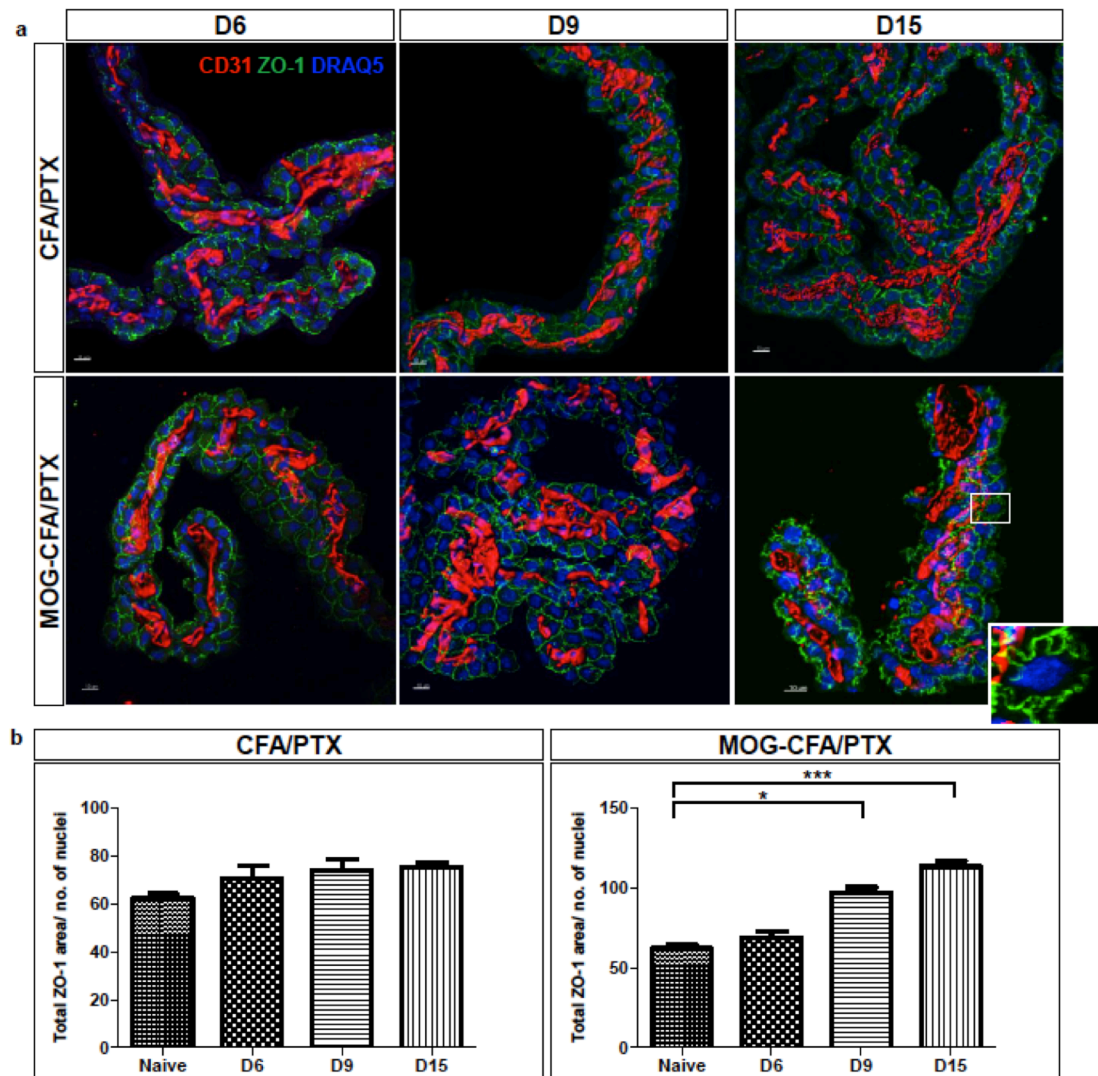 a
D6
D9
D15
CFA/PTX
CD31 ZO-1 DRAQ5
MOG-CFA/PTX
b
CFA/PTX
Total ZO-1 area/ no. of nuclei
100
80
60
40
20
0
Naive
D6
D9
D15
MOG-CFA/PTX
Total ZO-1 area/ no. of nuclei
150
100
50
0
***
*
Naive
D6
D9
D15